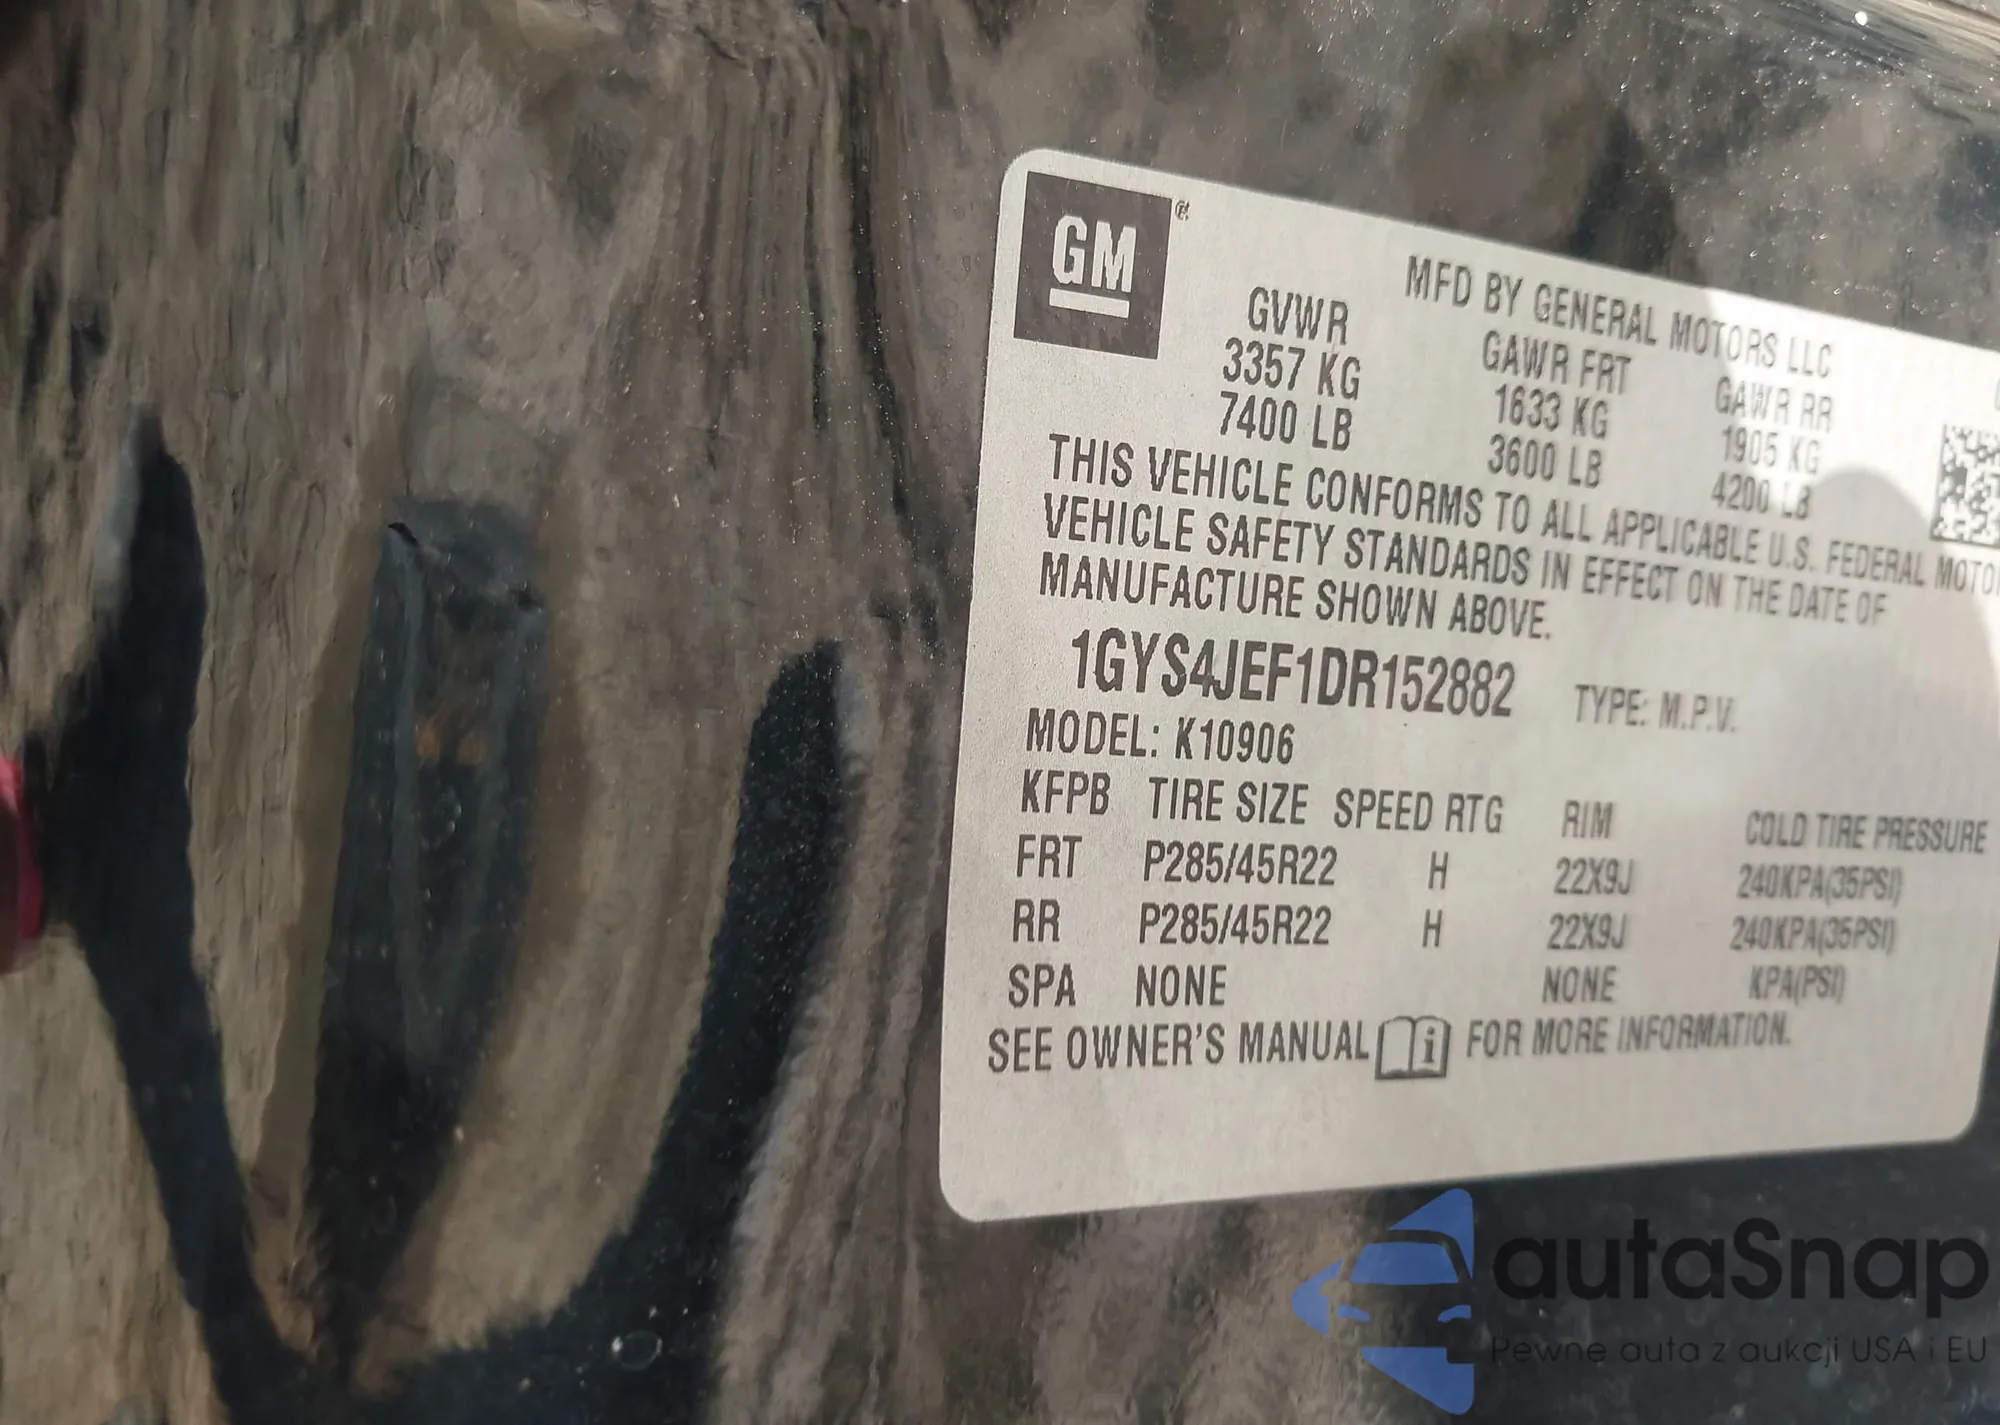 GM
MFD BY GENERAL MOTORS LLC
GVWR GAWR FRT GAWR RR
3357 KG 1633 KG 1905 KG
7400 LB 3600 LB 4200 LB
THIS VEHICLE CONFORMS TO ALL APPLICABLE U.S. FEDERAL MOTO
VEHICLE SAFETY STANDARDS IN EFFECT ON THE DATE OF
MANUFACTURE SHOWN ABOVE.
1GYS4JEF1DR152882 TYPE: M.P.V.
MODEL: K10906
KFPB TIRE SIZE SPEED RTG RIM COLD TIRE PRESSURE
FRT P285/45R22 H 22X9J 240KPA(35PSI)
RR P285/45R22 H 22X9J 240KPA(35PSI)
SPA NONE NONE KPA(PSI)
SEE OWNER'S MANUAL i FOR MORE INFORMATION.
autaSnap
Pewne auta z aukcji USA i EU